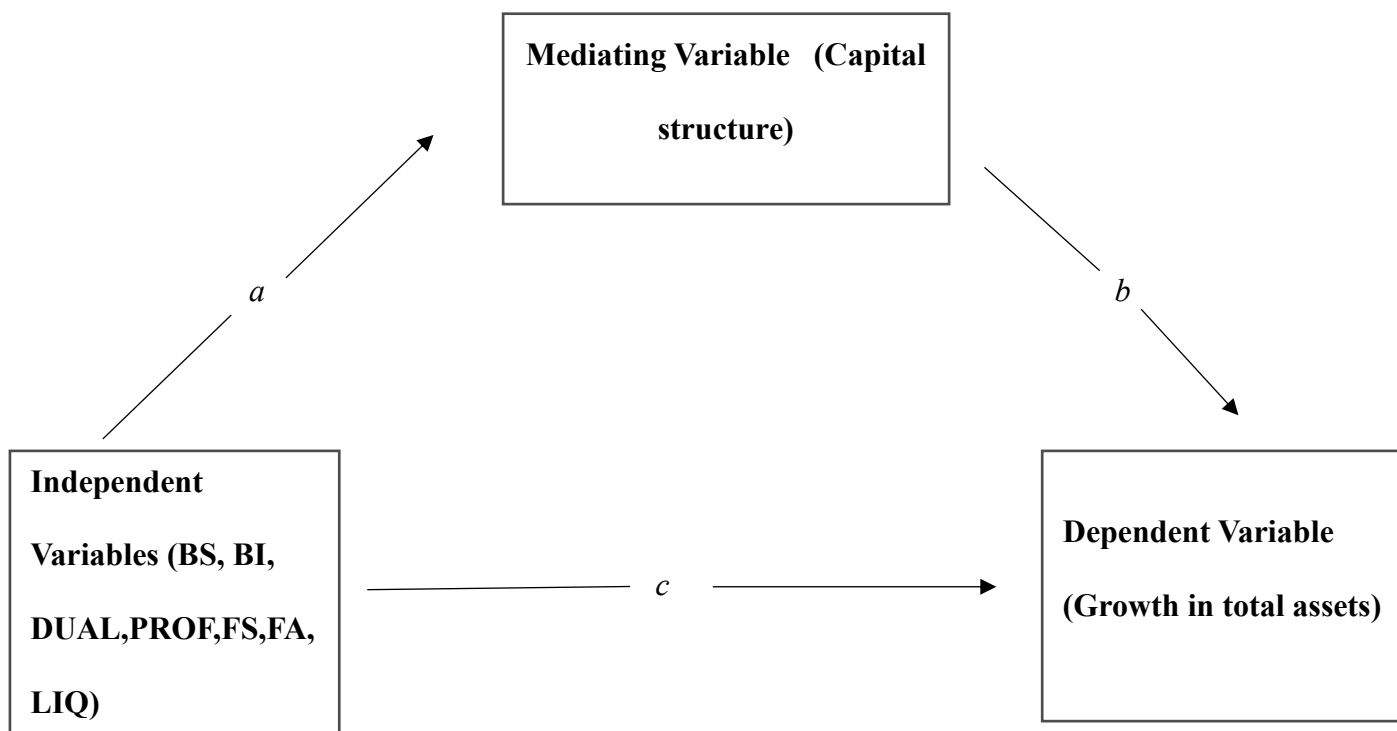 Mediating Variable (Capital
structure)
a
b
Independent
Variables (BS, BI,
DUAL,PROF,FS,FA,
LIQ)
c
Dependent Variable
(Growth in total assets)